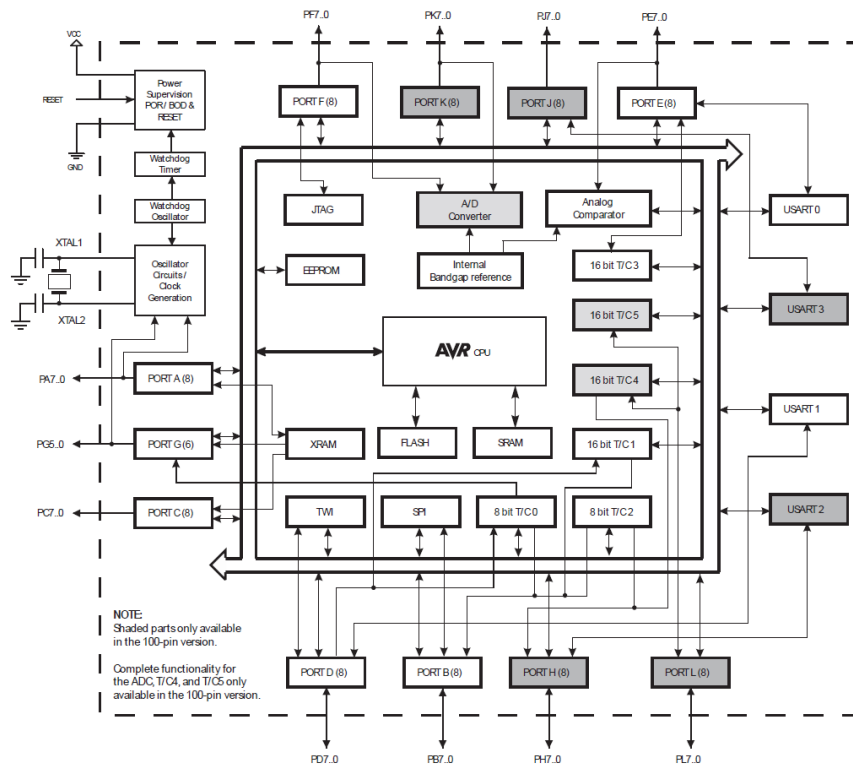 PF7..0
PK7..0
PJ7..0
PE7..0
VCC
RESET
GND
Power
Supervision
POR / BOD &
RESET
Watchdog
Timer
Watchdog
Oscillator
XTAL1
XTAL2
Oscillator
Circuits /
Clock
Generation
PORT F (8)
PORT K (8)
PORT J (8)
PORT E (8)
JTAG
A/D
Converter
Analog
Comparator
USART 0
EEPROM
Internal
Bandgap reference
16 bit T/C 3
16 bit T/C 5
USART 3
AVR CPU
16 bit T/C 4
PA7..0
PORT A (8)
USART 1
PG5..0
PORT G (6)
XRAM
FLASH
SRAM
16 bit T/C 1
PC7..0
PORT C (8)
TWI
SPI
8 bit T/C 0
8 bit T/C 2
USART 2
NOTE:
Shaded parts only available
in the 100-pin version.
Complete functionality for
the ADC, T/C4, and T/C5 only
available in the 100-pin version.
PORT D (8)
PORT B (8)
PORT H (8)
PORT L (8)
PD7..0
PB7..0
PH7..0
PL7..0